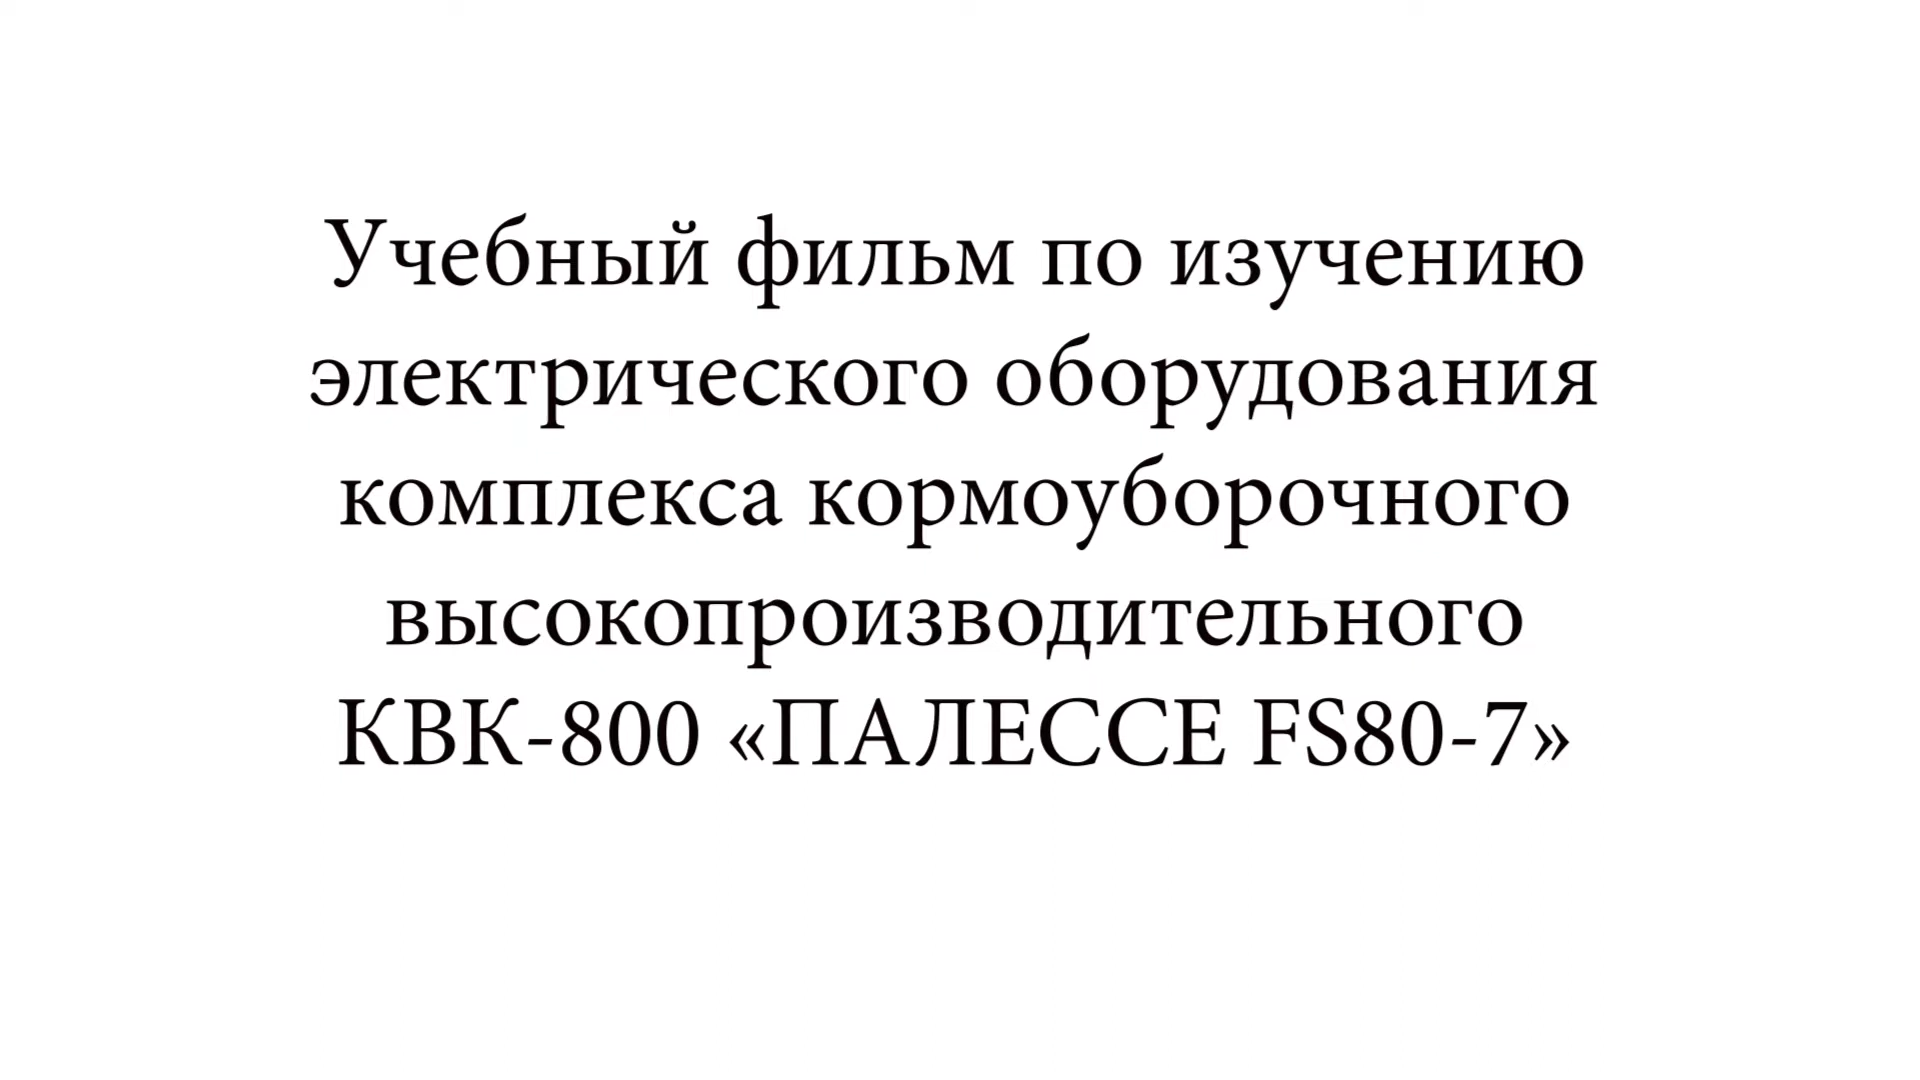 Учебный фильм по изучению
электрического оборудования
комплекса кормоуборочного
высокопроизводительного
КВК-800 «ПАЛЕССЕ FS80-7»